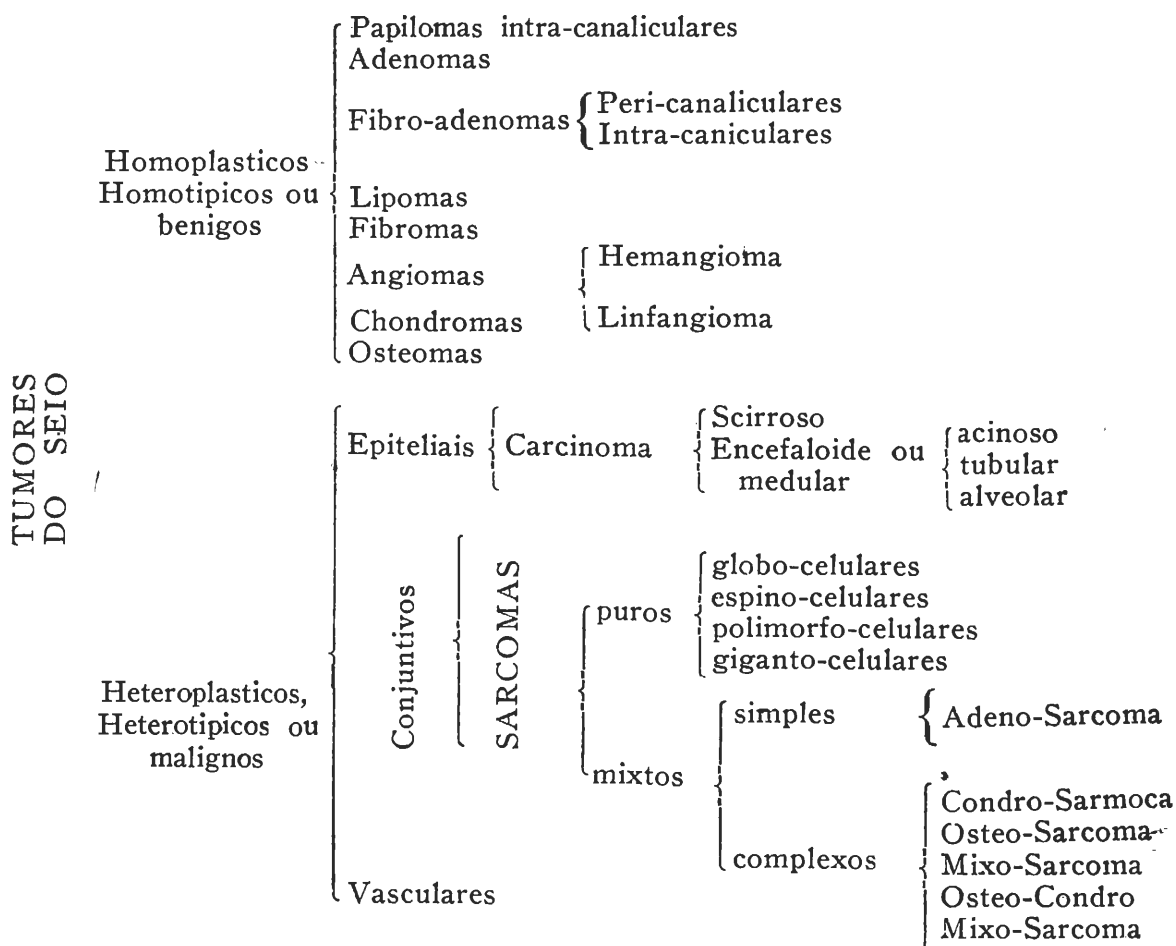 Papilomas intra-canaliculares
Adenomas
Fibro-adenomas
Peri-canaliculares
Intra-caniculares
Homoplasticos
Homotipicos ou
benigos
Lipomas
Fibromas
Angiomas
Hemangioma
Linfangioma
Chondromas
Osteomas
TUMORES
DO SEIO
Epiteliais
Carcinoma
Scirroso
Encefaloide ou
medular
acinoso
tubular
alveolar
Heteroplasticos,
Heterotipicos ou
malignos
Conjuntivos
SARCOMAS
puros
globo-celulares
espino-celulares
polimorfo-celulares
giganto-celulares
mixtos
simples
Adeno-Sarcoma
complexos
Condro-Sarmoca
Osteo-Sarcoma
Mixo-Sarcoma
Osteo-Condro
Mixo-Sarcoma
Vasculares